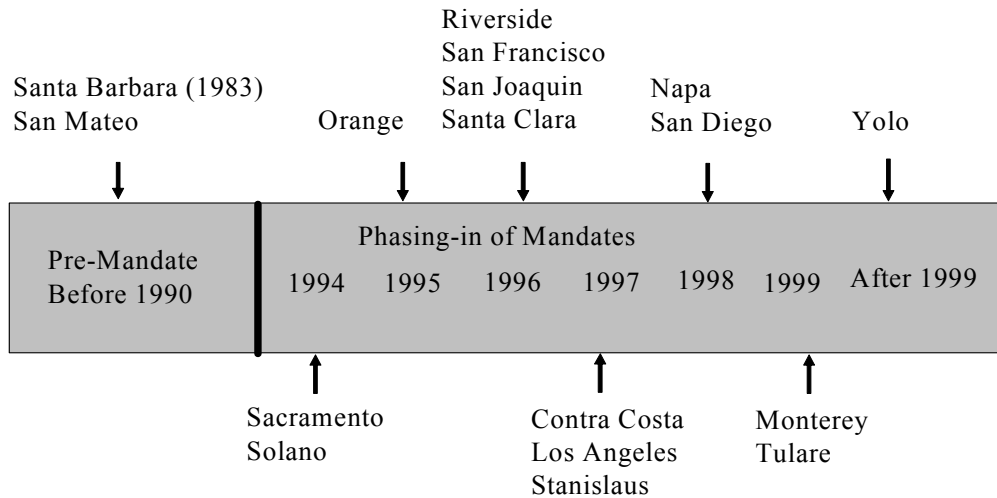 Riverside
San Francisco
San Joaquin
Santa Clara
Santa Barbara (1983)
San Mateo
Orange
Napa
San Diego
Yolo
Phasing-in of Mandates
Pre-Mandate
Before 1990
1994 1995 1996 1997 1998 1999 After 1999
Sacramento
Solano
Contra Costa
Los Angeles
Stanislaus
Monterey
Tulare